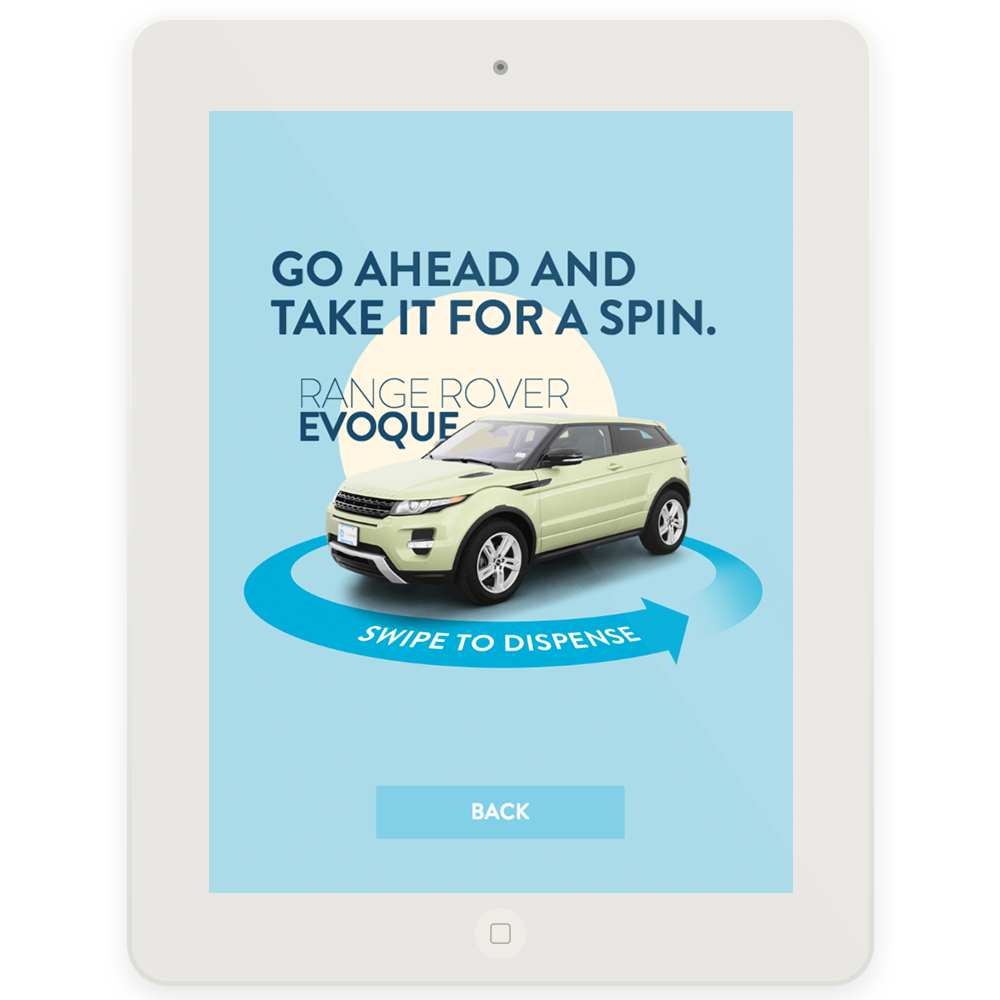 GO AHEAD AND
TAKE IT FOR A SPIN.
RANGE ROVER
EVOQUE
SWIPE TO DISPENSE
BACK